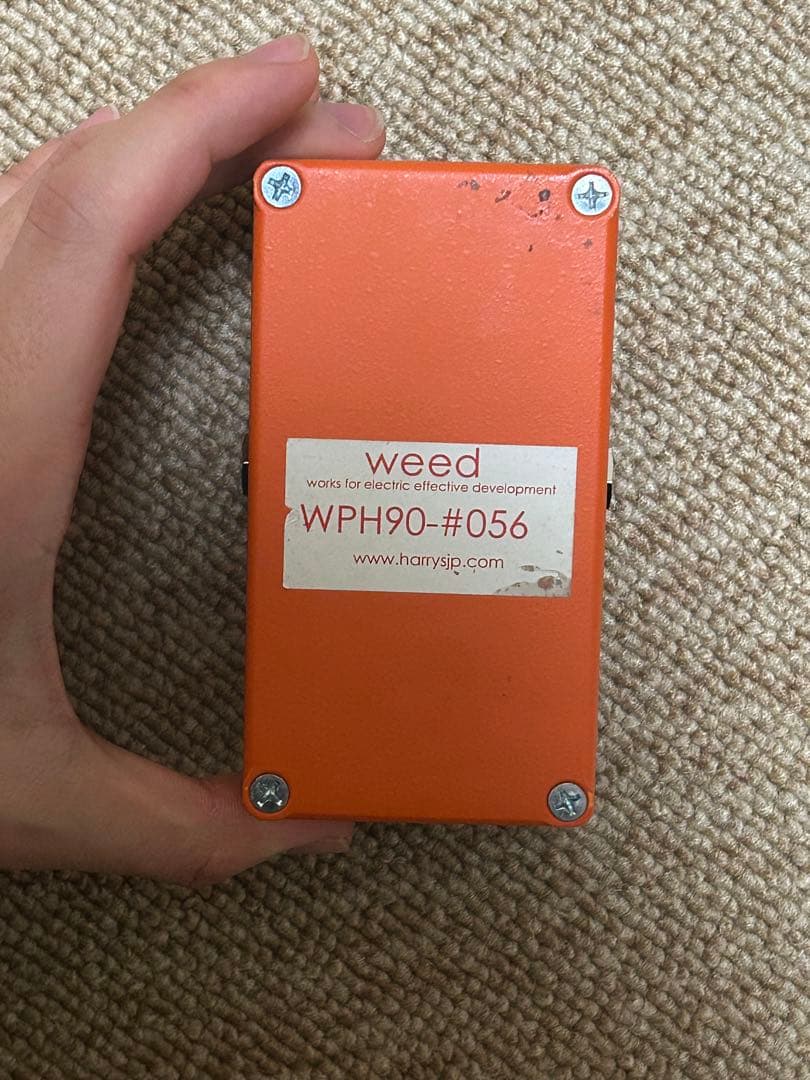 weed
works for electric effective development
WPH90-#056
www.harrysjp.com